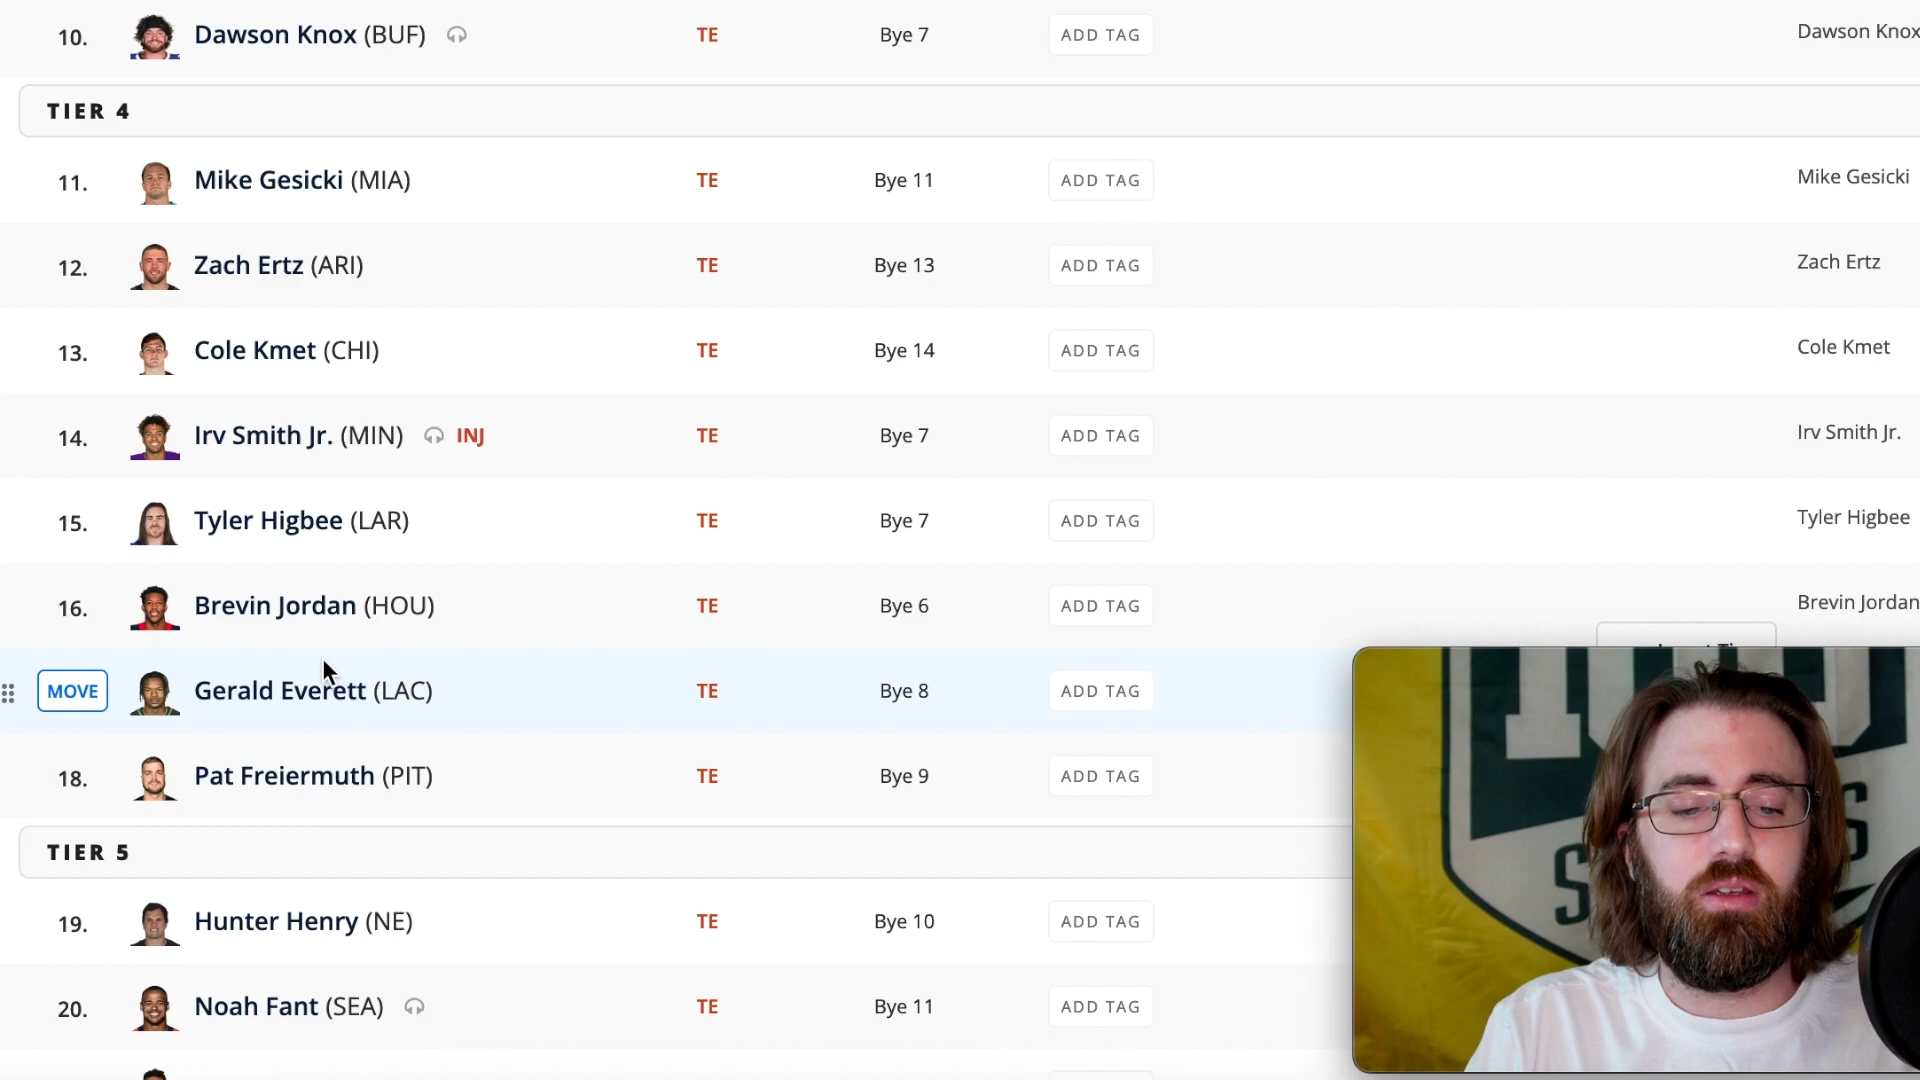 10. Dawson Knox (BUF) TE Bye 7 ADD TAG Dawson Knox
TIER 4
11. Mike Gesicki (MIA) TE Bye 11 ADD TAG Mike Gesicki
12. Zach Ertz (ARI) TE Bye 13 ADD TAG Zach Ertz
13. Cole Kmet (CHI) TE Bye 14 ADD TAG Cole Kmet
14. Irv Smith Jr. (MIN) INJ TE Bye 7 ADD TAG Irv Smith Jr.
15. Tyler Higbee (LAR) TE Bye 7 ADD TAG Tyler Higbee
16. Brevin Jordan (HOU) TE Bye 6 ADD TAG Brevin Jordan
MOVE Gerald Everett (LAC) TE Bye 8 ADD TAG
18. Pat Freiermuth (PIT) TE Bye 9 ADD TAG
TIER 5
19. Hunter Henry (NE) TE Bye 10 ADD TAG
20. Noah Fant (SEA) TE Bye 11 ADD TAG